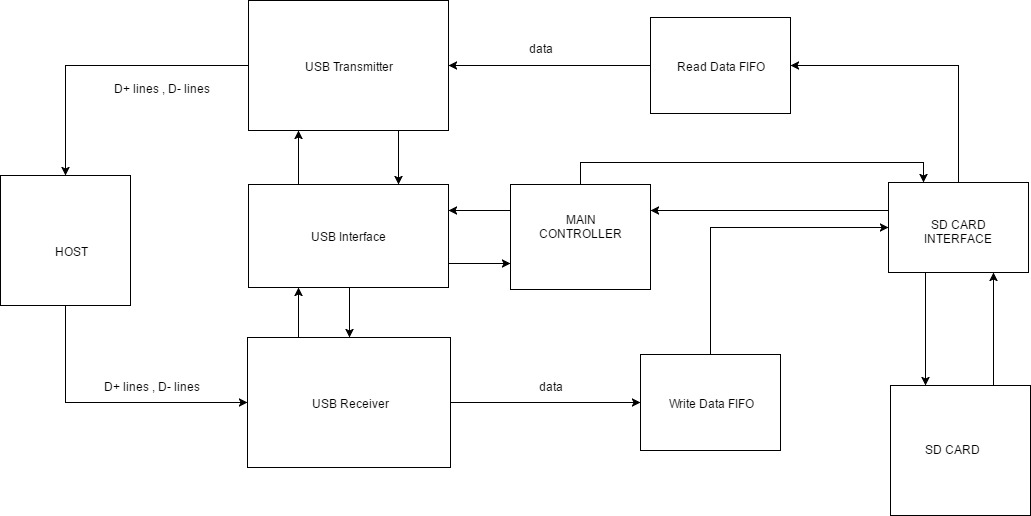 USB Transmitter
data
Read Data FIFO
D+ lines , D- lines
HOST
USB Interface
MAIN
CONTROLLER
SD CARD
INTERFACE
D+ lines , D- lines
USB Receiver
data
Write Data FIFO
SD CARD